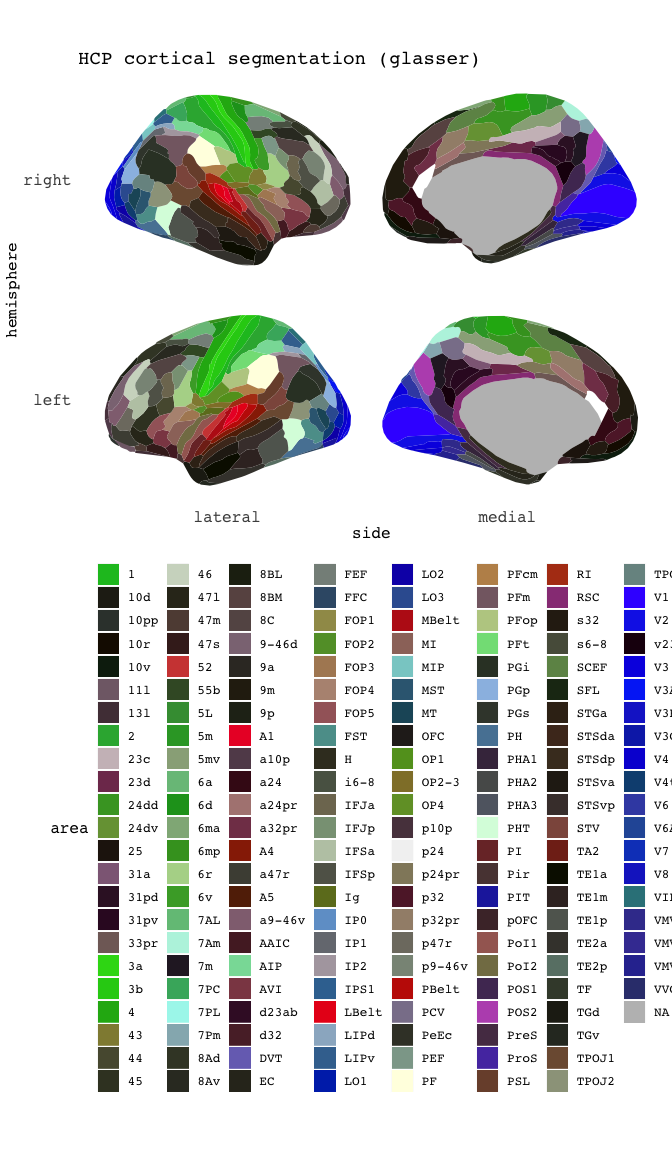 HCP cortical segmentation (glasser)
right
hemisphere
left
lateral medial
side
area
1 46 8BL FEF LO2 PFcm RI
10d 47l 8BM FFC LO3 PFm RSC V1
10pp 47m 8C FOP1 MBelt PFop s32 V2
10r 47s 9-46d FOP2 MI PFt s6-8
10v 52 9a FOP3 MIP PGi SCEF V3
11l 55b 9m FOP4 MST PGp SFL
13l 5L 9p FOP5 MT PGs STGa
2 5m A1 FST OFC PH STSda
23c 5mv a10p H OP1 PHA1 STSdp V4
23d 6a a24 i6-8 OP2-3 PHA2 STSva
24dd 6d a24pr IFJa OP4 PHA3 STSvp V6
24dv 6ma a32pr IFJp p10p PHT STV
25 6mp A4 IFSa p24 PI TA2 V7
31a 6r a47r IFSp p24pr Pir TE1a V8
31pd 6v A5 Ig p32 PIT TE1m
31pv 7AL a9-46v IP0 p32pr pOFC TE1p
33pr 7Am AAIC IP1 p47r PoI1 TE2a
3a 7m AIP IP2 p9-46v PoI2 TE2p
3b 7PC AVI IPS1 PBelt POS1 TF
4 7PL d23ab LBelt PCV POS2 TGd NA
43 7Pm d32 LIPd PeEc PreS TGv
44 8Ad DVT LIPv PEF ProS TPOJ1
45 8Av EC LO1 PF PSL TPOJ2